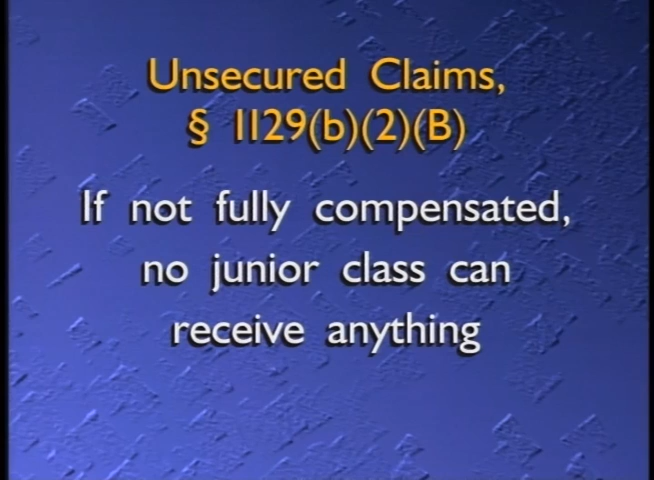 Unsecured Claims,
§ 1129(b)(2)(B)
If not fully compensated,
no junior class can
receive anything